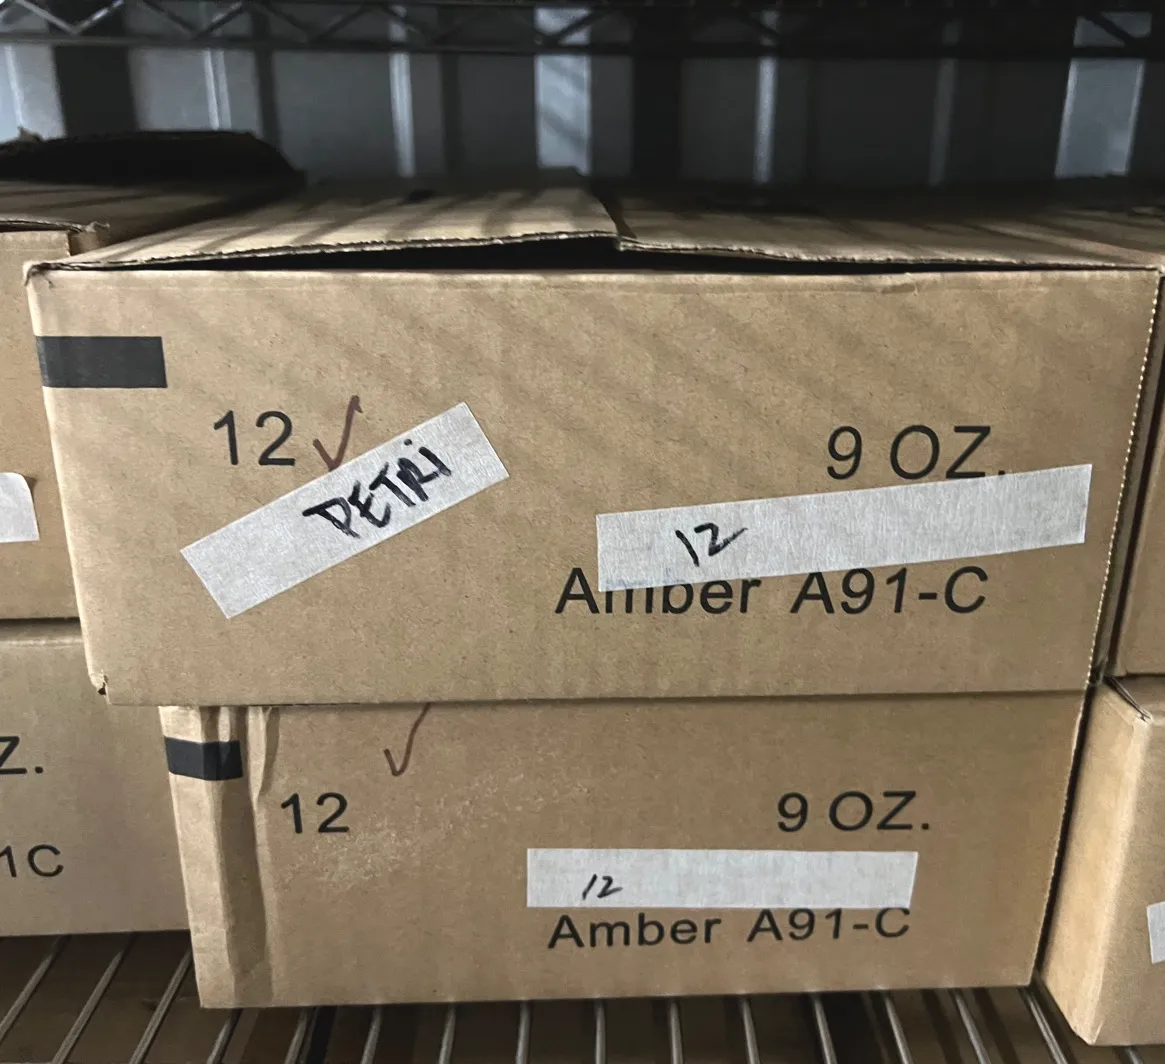 12 ✓
PETRi
9 OZ.
12
Amber A91-C
✓
12
9 OZ.
12
Amber A91-C
Z.
1C